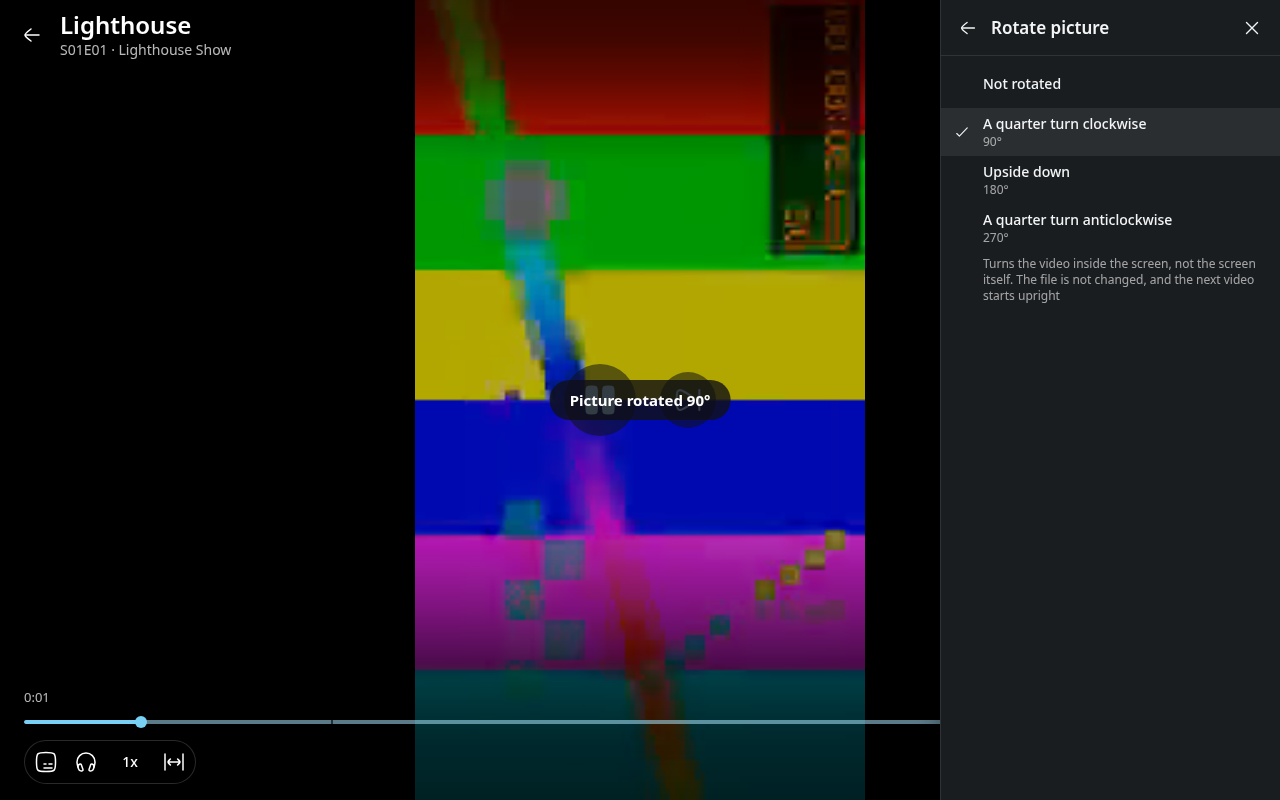 Lighthouse
S01E01 · Lighthouse Show
Picture rotated 90°
0:01
1x
Rotate picture
Not rotated
A quarter turn clockwise
90°
Upside down
180°
A quarter turn anticlockwise
270°
Turns the video inside the screen, not the screen
itself. The file is not changed, and the next video
starts upright